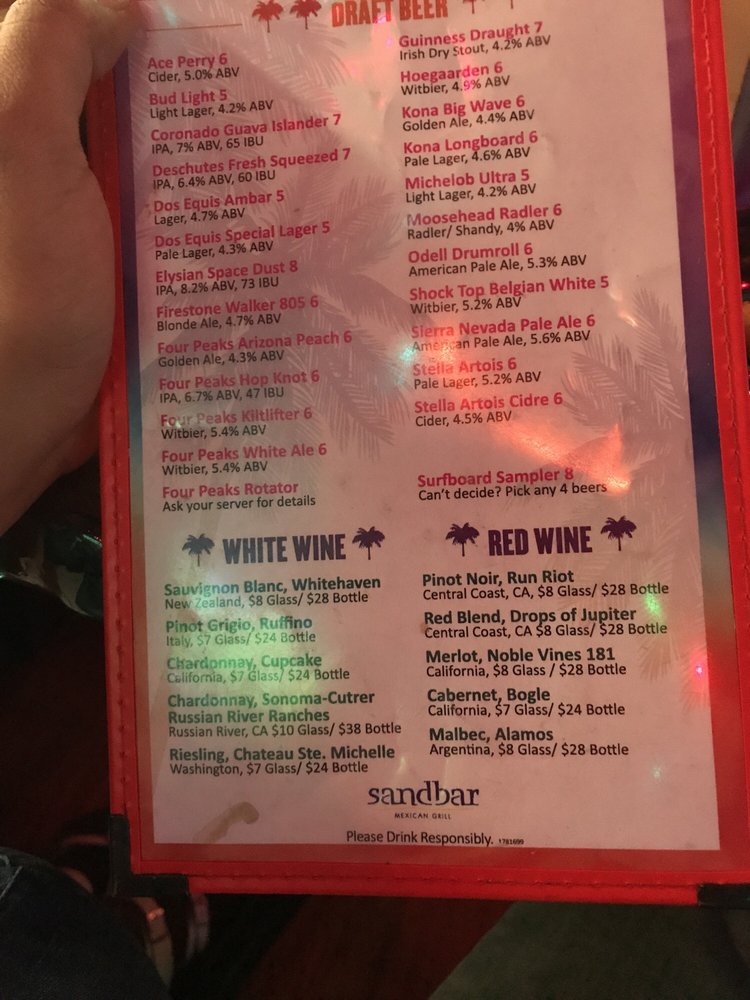 DRAFT BEER
Ace Perry 6
Cider, 5.0% ABV
Bud Light 5
Light Lager, 4.2% ABV
Coronado Guava Islander 7
IPA, 7% ABV, 65 IBU
Deschutes Fresh Squeezed 7
IPA, 6.4% ABV, 60 IBU
Dos Equis Ambar 5
Lager, 4.7% ABV
Dos Equis Special Lager 5
Pale Lager, 4.3% ABV
Elysian Space Dust 8
IPA, 8.2% ABV, 73 IBU
Firestone Walker 805 6
Blonde Ale, 4.7% ABV
Four Peaks Arizona Peach 6
Golden Ale, 4.3% ABV
Four Peaks Hop Knot 6
IPA, 6.7% ABV, 47 IBU
Four Peaks Kiltlifter 6
Witbier, 5.4% ABV
Four Peaks White Ale 6
Witbier, 5.4% ABV
Four Peaks Rotator
Ask your server for details
Guinness Draught 7
Irish Dry Stout, 4.2% ABV
Hoegaarden 6
Witbier, 4.9% ABV
Kona Big Wave 6
Golden Ale, 4.4% ABV
Kona Longboard 6
Pale Lager, 4.6% ABV
Michelob Ultra 5
Light Lager, 4.2% ABV
Moosehead Radler 6
Radler/ Shandy, 4% ABV
Odell Drumroll 6
American Pale Ale, 5.3% ABV
Shock Top Belgian White 5
Witbier, 5.2% ABV
Sierra Nevada Pale Ale 6
American Pale Ale, 5.6% ABV
Stella Artois 6
Pale Lager, 5.2% ABV
Stella Artois Cidre 6
Cider, 4.5% ABV
Surfboard Sampler 8
Can't decide? Pick any 4 beers
WHITE WINE
Sauvignon Blanc, Whitehaven
New Zealand, $8 Glass/ $28 Bottle
Pinot Grigio, Ruffino
Italy, $7 Glass/ $24 Bottle
Chardonnay, Cupcake
California, $7 Glass/ $24 Bottle
Chardonnay, Sonoma-Cutrer
Russian River Ranches
Russian River, CA $10 Glass/ $38 Bottle
Riesling, Chateau Ste. Michelle
Washington, $7 Glass/ $24 Bottle
RED WINE
Pinot Noir, Run Riot
Central Coast, CA, $8 Glass/ $28 Bottle
Red Blend, Drops of Jupiter
Central Coast, CA $8 Glass/ $28 Bottle
Merlot, Noble Vines 181
California, $8 Glass / $28 Bottle
Cabernet, Bogle
California, $7 Glass/ $24 Bottle
Malbec, Alamos
Argentina, $8 Glass/ $28 Bottle
sandbar
MEXICAN GRILL
Please Drink Responsibly. 1781699